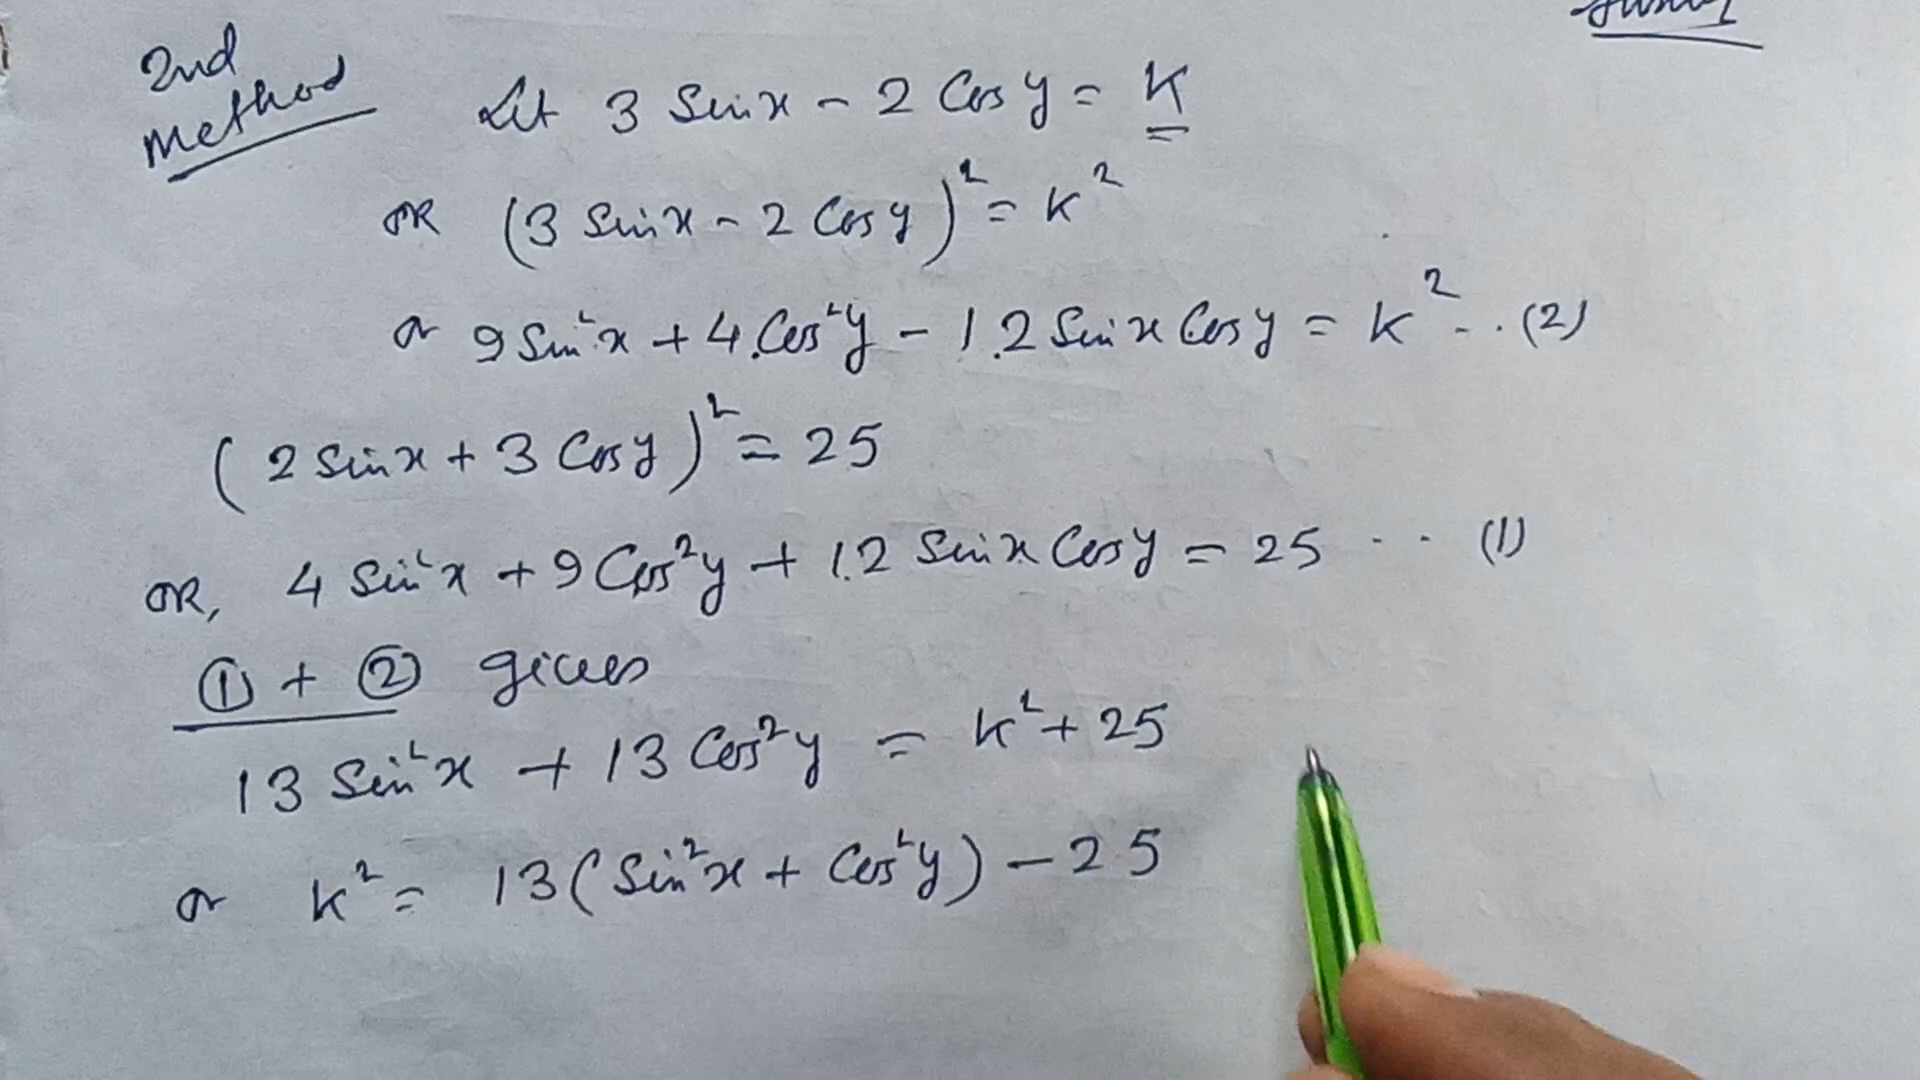 2nd
Method
Let 3 Sin x - 2 Cos y = K
OR (3 Sin x - 2 Cos y)² = K²
or 9 Sin²x + 4 Cos²y - 12 Sin x Cos y = K² .. (2)
(2 Sin x + 3 Cos y)² = 25
OR, 4 Sin²x + 9 Cos²y + 12 Sin x Cos y = 25 .. (1)
① + ② gives
13 Sin²x + 13 Cos²y = K² + 25
or K² = 13(Sin²x + Cos²y) - 25